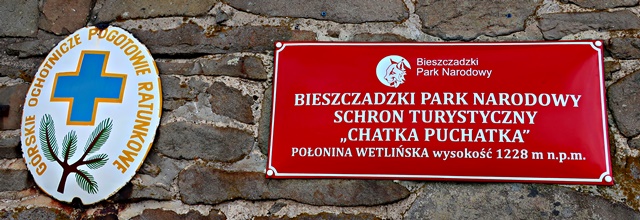 GÓRSKIE OCHOTNICZE POGOTOWIE RATUNKOWE
Bieszczadzki
Park Narodowy
BIESZCZADZKI PARK NARODOWY
SCHRON TURYSTYCZNY
„CHATKA PUCHATKA”
POŁONINA WETLIŃSKA wysokość 1228 m n.p.m.